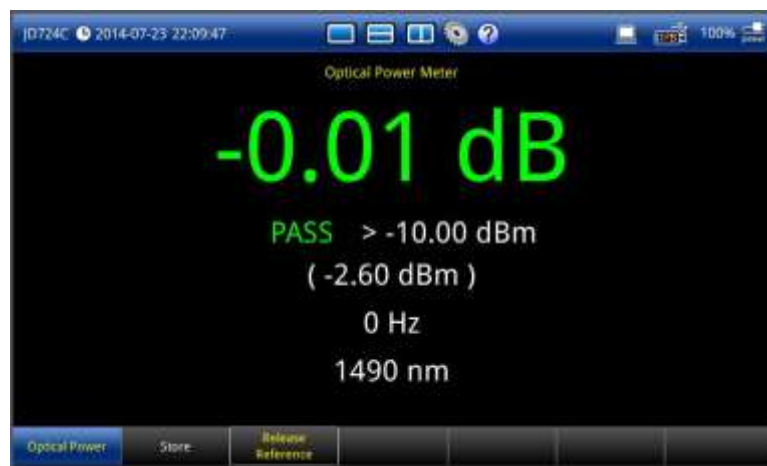 JD724C 2014-07-23 22:09:47 100%
Optical Power Meter
-0.01 dB
PASS > -10.00 dBm
( -2.60 dBm )
0 Hz
1490 nm
Optical Power Store Release
Reference